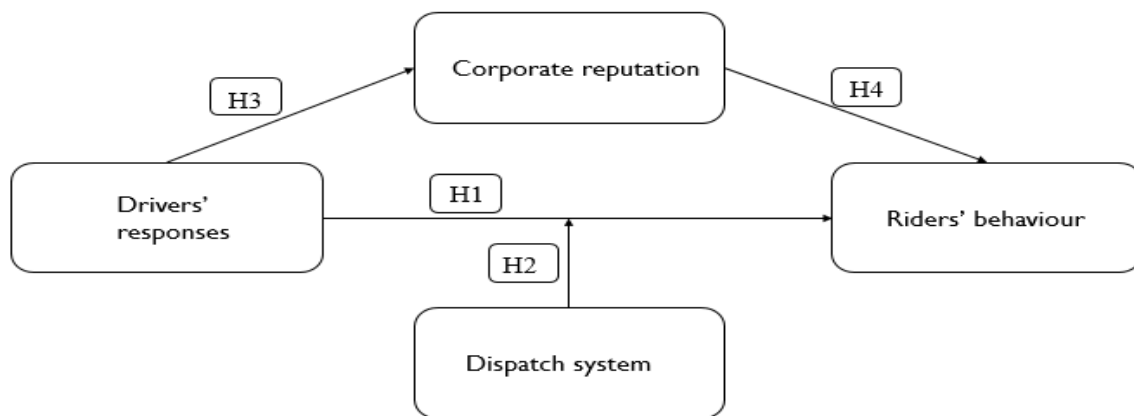 Corporate reputation
H3
H4
Drivers’
responses
H1
Riders’ behaviour
H2
Dispatch system